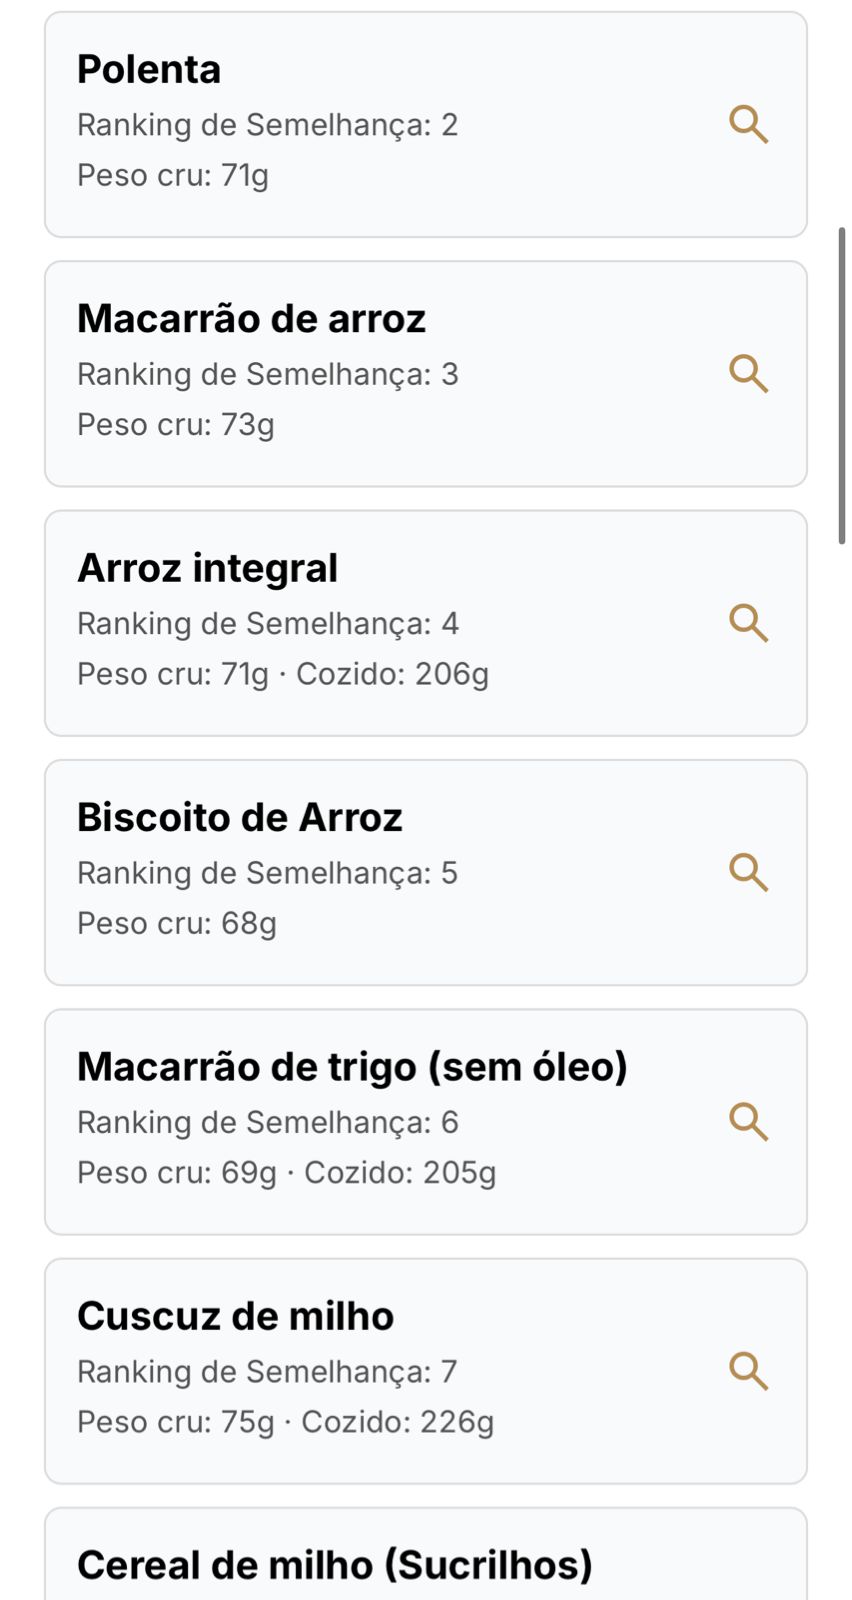 Polenta
Ranking de Semelhança: 2
Peso cru: 71g
Macarrão de arroz
Ranking de Semelhança: 3
Peso cru: 73g
Arroz integral
Ranking de Semelhança: 4
Peso cru: 71g · Cozido: 206g
Biscoito de Arroz
Ranking de Semelhança: 5
Peso cru: 68g
Macarrão de trigo (sem óleo)
Ranking de Semelhança: 6
Peso cru: 69g · Cozido: 205g
Cuscuz de milho
Ranking de Semelhança: 7
Peso cru: 75g · Cozido: 226g
Cereal de milho (Sucrilhos)